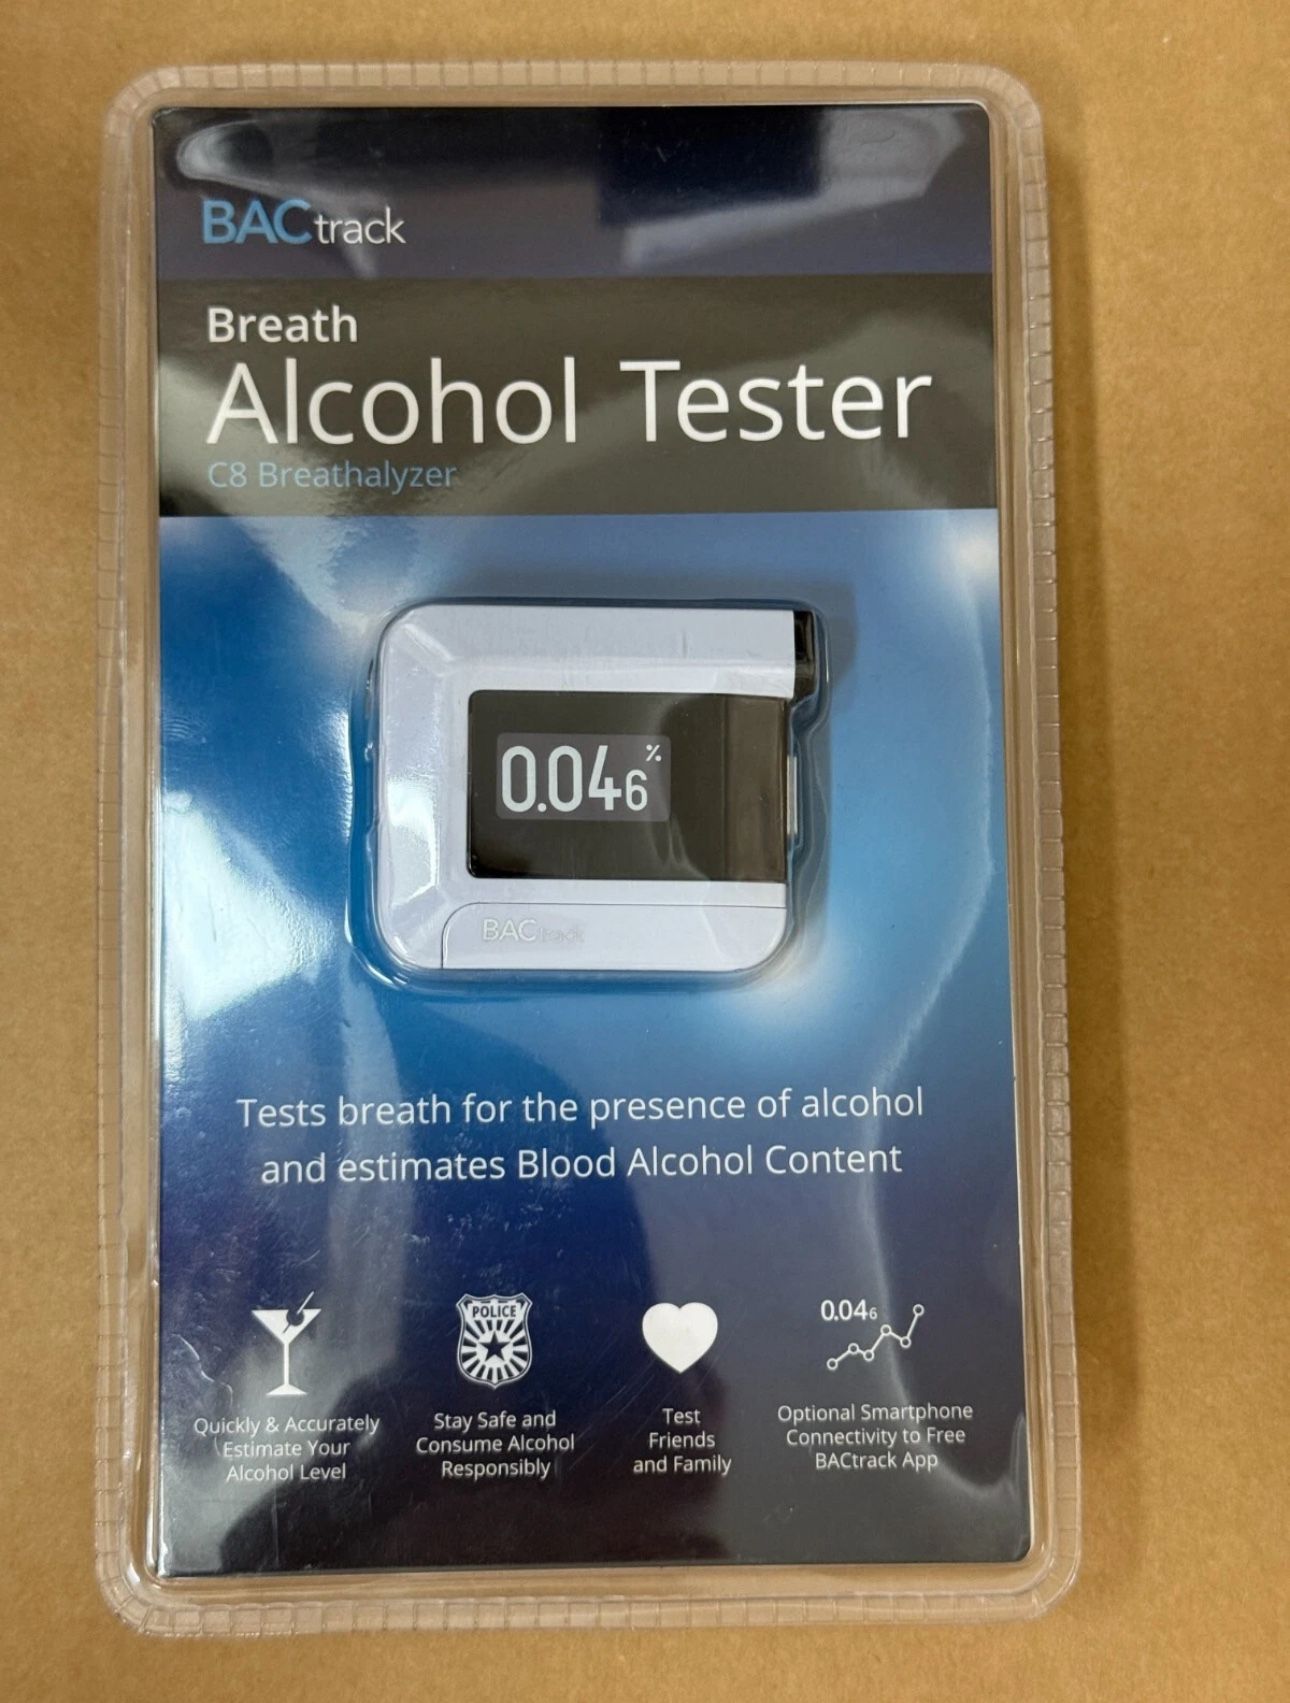 BACtrack
Breath
Alcohol Tester
C8 Breathalyzer
0.046%
BACtrack
Tests breath for the presence of alcohol
and estimates Blood Alcohol Content
POLICE
0.046
Quickly & Accurately
Estimate Your
Alcohol Level
Stay Safe and
Consume Alcohol
Responsibly
Test
Friends
and Family
Optional Smartphone
Connectivity to Free
BACtrack App